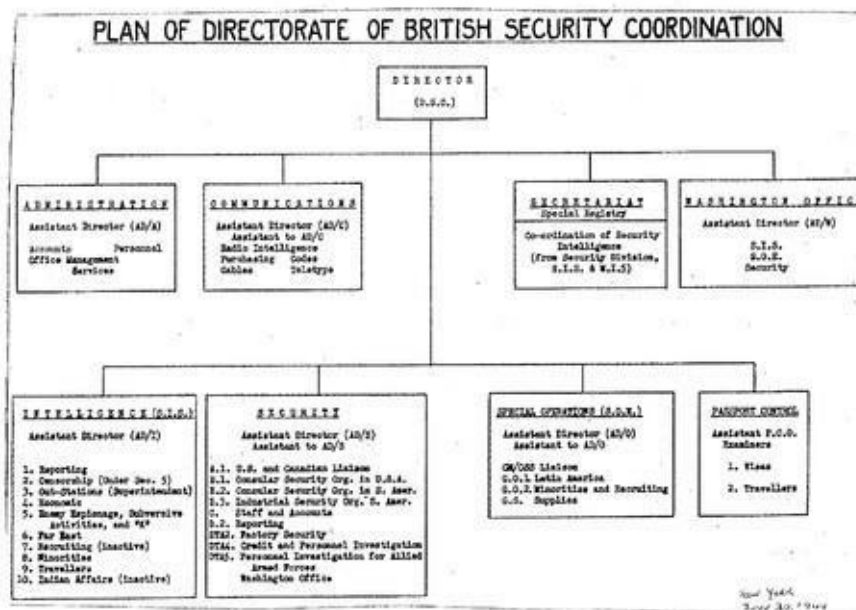 PLAN OF DIRECTORATE OF BRITISH SECURITY COORDINATION
DIRECTOR
(D.S.C.)
ADMINISTRATION
Assistant Director (AD/A)
Accounts Personnel
Office Management
Services
COMMUNICATIONS
Assistant Director (AD/C)
Assistant to AD/C
Radio Intelligence
Purchasing Codes
Cables Teletype
SECRETARIAT
Special Registry
Co-ordination of Security
Intelligence
(from Security Division,
S.I.S. & M.I.5)
WASHINGTON OFFICE
Assistant Director (AD/W)
S.I.S.
S.O.E.
Security
INTELLIGENCE (S.I.S.)
Assistant Director (AD/I)
1. Reporting
2. Censorship (Under Sec. 5)
3. Out-Stations (Superintendent)
4. Economic
5. Enemy Espionage, Subversive
Activities, and "X"
6. Far East
7. Recruiting (Inactive)
8. Minorities
9. Travellers
10. Indian Affairs (Inactive)
SECURITY
Assistant Director (AD/S)
Assistant to AD/S
U.S. and Canadian Liaison
Consular Security Org. in U.S.A.
Consular Security Org. in S. Amer.
Industrial Security Org. S. Amer.
C. Staff and Accounts
Reporting
Factory Security
Credit and Personnel Investigation
Personnel Investigation for Allied
Armed Forces
Washington Office
SPECIAL OPERATIONS (S.O.E.)
Assistant Director (AD/O)
Assistant to AD/O
GM/OSS Liaison
G.O.1 Latin America
G.O.2. Minorities and Recruiting
G.S. Supplies
PASSPORT CONTROL
Assistant P.C.O.
Examiners
1. Visas
2. Travellers
New York